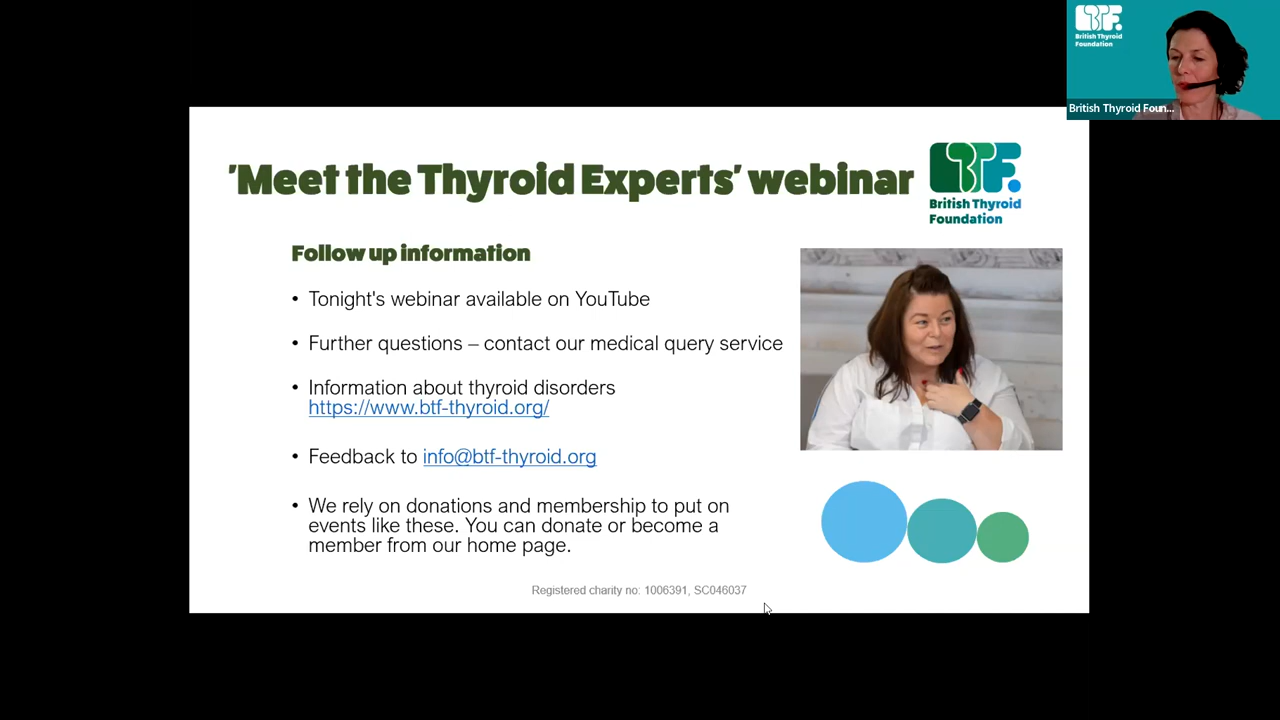 BTF.
British Thyroid
Foundation
British Thyroid Foun...
'Meet the Thyroid Experts' webinar
BTF.
British Thyroid
Foundation
Follow up information
• Tonight's webinar available on YouTube
• Further questions – contact our medical query service
• Information about thyroid disorders
https://www.btf-thyroid.org/
• Feedback to info@btf-thyroid.org
• We rely on donations and membership to put on
events like these. You can donate or become a
member from our home page.
Registered charity no: 1006391, SC046037